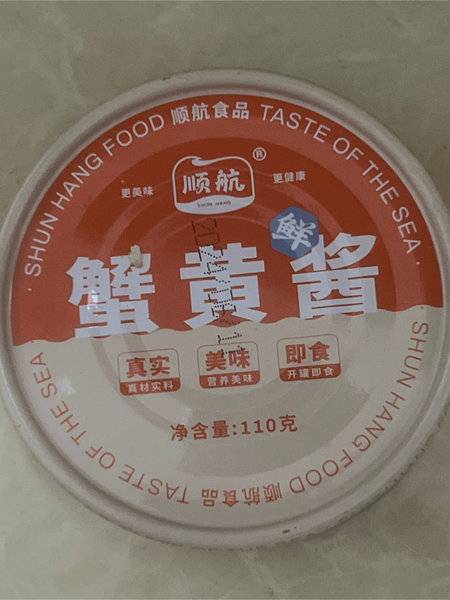 SHUN HANG FOOD 顺航食品 TASTE OF THE SEA
更美味
顺航
®
SHUN HANG
更健康
鲜
蟹黄酱
真实
真材实料
美味
营养美味
即食
开罐即食
净含量:110克
SHUN HANG FOOD 顺航食品 TASTE OF THE SEA